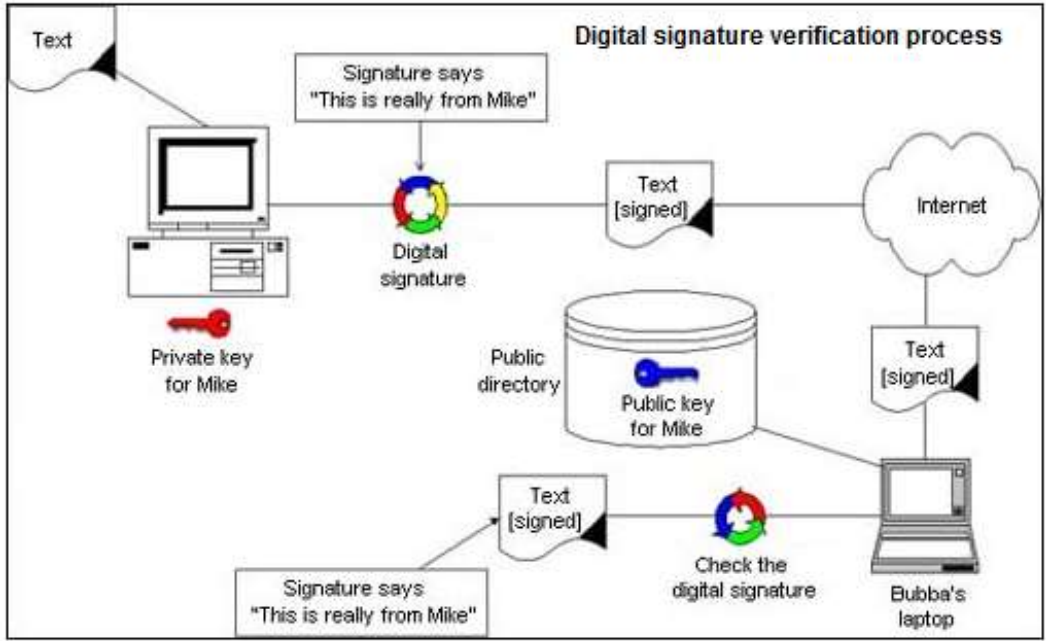 Text
Digital signature verification process
Signature says
"This is really from Mike"
Text
[signed]
Internet
Digital
signature
Private key
for Mike
Public
directory
Public key
for Mike
Text
[signed]
Text
[signed]
Check the
digital signature
Bubba's
laptop
Signature says
"This is really from Mike"